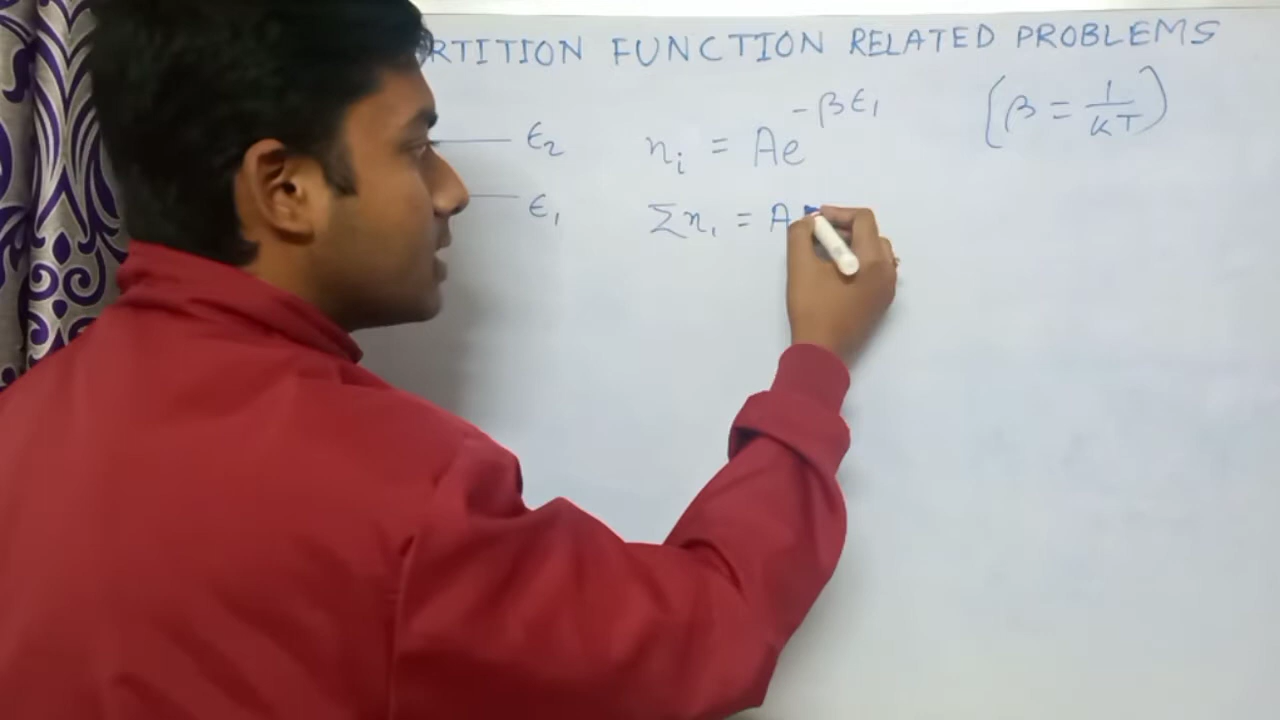 RTITION FUNCTION RELATED PROBLEMS
ϵ₂ nᵢ = Ae^(-βϵ₁) (β = 1/KT)
ϵ₁ Σn₁ = A